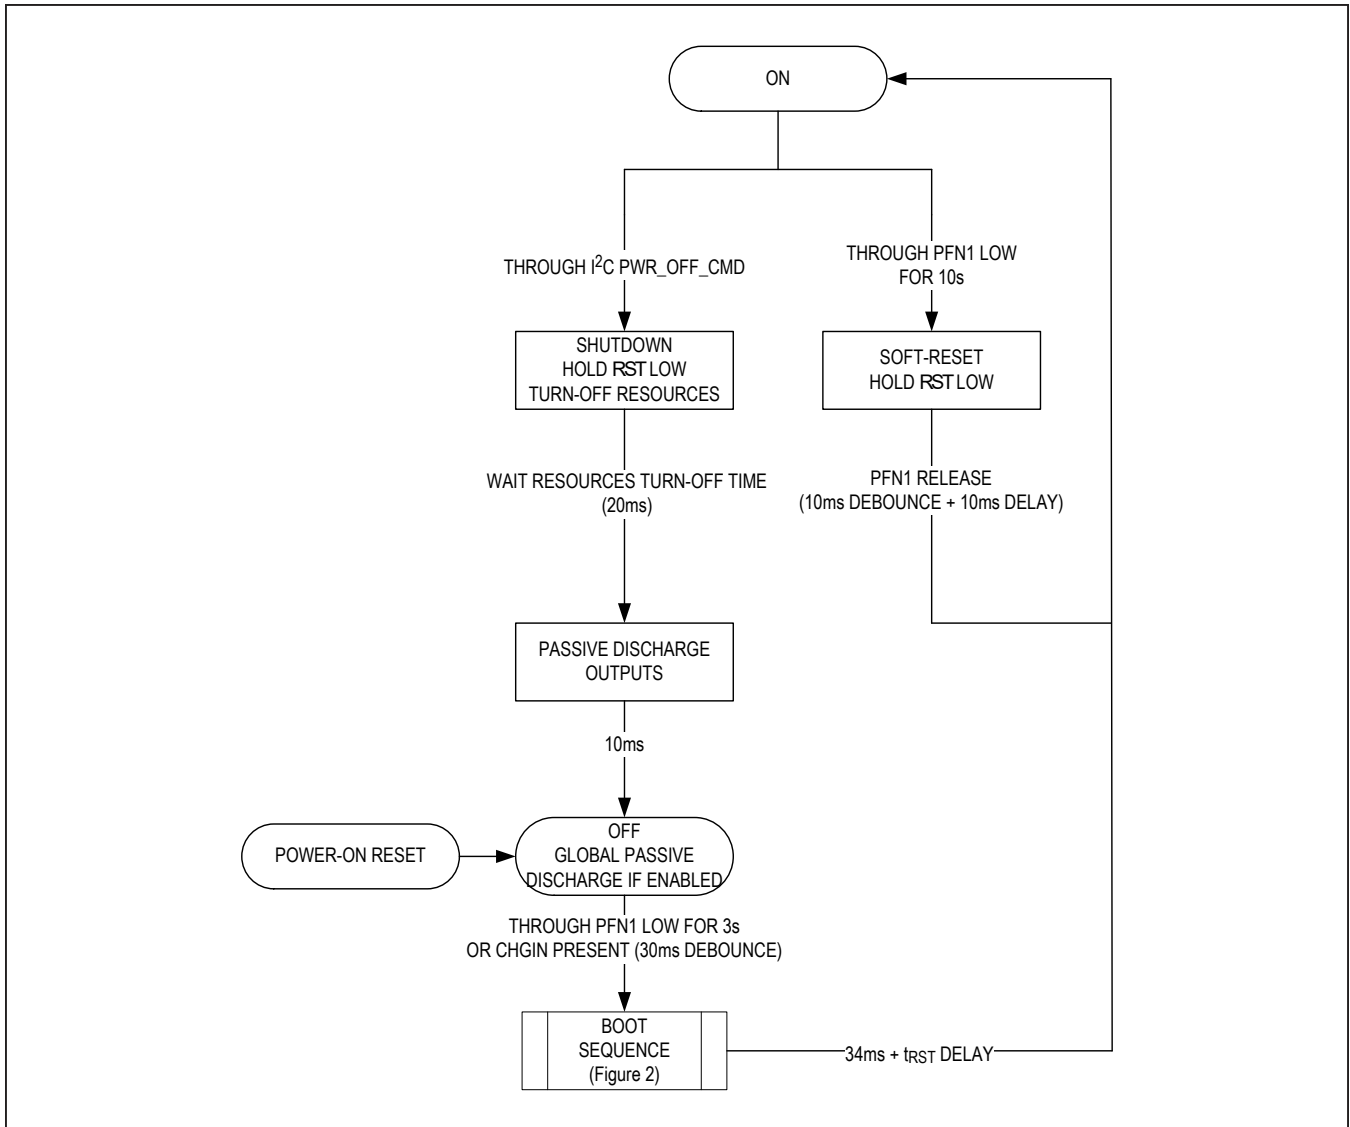 ON
THROUGH I2C PWR_OFF_CMD
THROUGH PFN1 LOW
FOR 10s
SHUTDOWN
HOLD RST LOW
TURN-OFF RESOURCES
SOFT-RESET
HOLD RST LOW
WAIT RESOURCES TURN-OFF TIME
(20ms)
PFN1 RELEASE
(10ms DEBOUNCE + 10ms DELAY)
PASSIVE DISCHARGE
OUTPUTS
10ms
POWER-ON RESET
OFF
GLOBAL PASSIVE
DISCHARGE IF ENABLED
THROUGH PFN1 LOW FOR 3s
OR CHGIN PRESENT (30ms DEBOUNCE)
BOOT
SEQUENCE
(Figure 2)
34ms + tRST DELAY